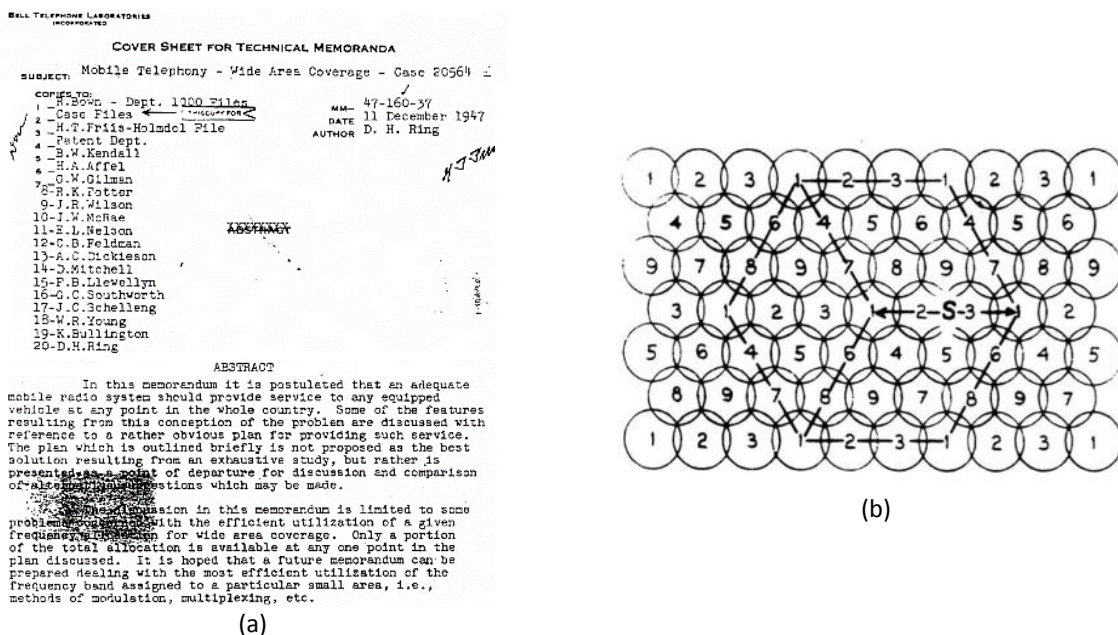 BELL TELEPHONE LABORATORIES
INCORPORATED
COVER SHEET FOR TECHNICAL MEMORANDA
SUBJECT: Mobile Telephony - Wide Area Coverage - Case 20564
COPIES TO:
1 R.Bown - Dept. 1000 Files
2 Case Files
3 H.T.Friis-Holmdel File
4 Patent Dept.
5 B.W.Kendall
6 H.A.Affel
7 G.W.Gilman
8-R.K.Potter
9-J.R.Wilson
10-J.W.McRae
11-E.L.Nelson
12-C.B.Feldman
13-A.C.Dickieson
14-D.Mitchell
15-F.B.Llewellyn
16-G.C.Southworth
17-J.C.Schelleng
18-W.R.Young
19-K.Bullington
20-D.H.Ring
MM— 47-160-37
DATE 11 December 1947
AUTHOR D. H. Ring
ABSTRACT
ABSTRACT
In this memorandum it is postulated that an adequate
mobile radio system should provide service to any equipped
vehicle at any point in the whole country. Some of the features
resulting from this conception of the problem are discussed with
reference to a rather obvious plan for providing such service.
The plan which is outlined briefly is not proposed as the best
solution resulting from an exhaustive study, but rather is
presented as a point of departure for discussion and comparison
of alternative suggestions which may be made.
The discussion in this memorandum is limited to some
problems concerned with the efficient utilization of a given
frequency allocation for wide area coverage. Only a portion
of the total allocation is available at any one point in the
plan discussed. It is hoped that a future memorandum can be
prepared dealing with the most efficient utilization of the
frequency band assigned to a particular small area, i.e.,
methods of modulation, multiplexing, etc.
(a)
1 2 3 1 2 3 1 2 3 1
4 5 6 4 5 6 4 5 6
9 7 8 9 7 8 9 7 8 9
3 1 2 3 1 2 S 3 1 2
5 6 4 5 6 4 5 6 4 5
8 9 7 8 9 7 8 9 7
1 2 3 1 2 3 1 2 3 1
(b)